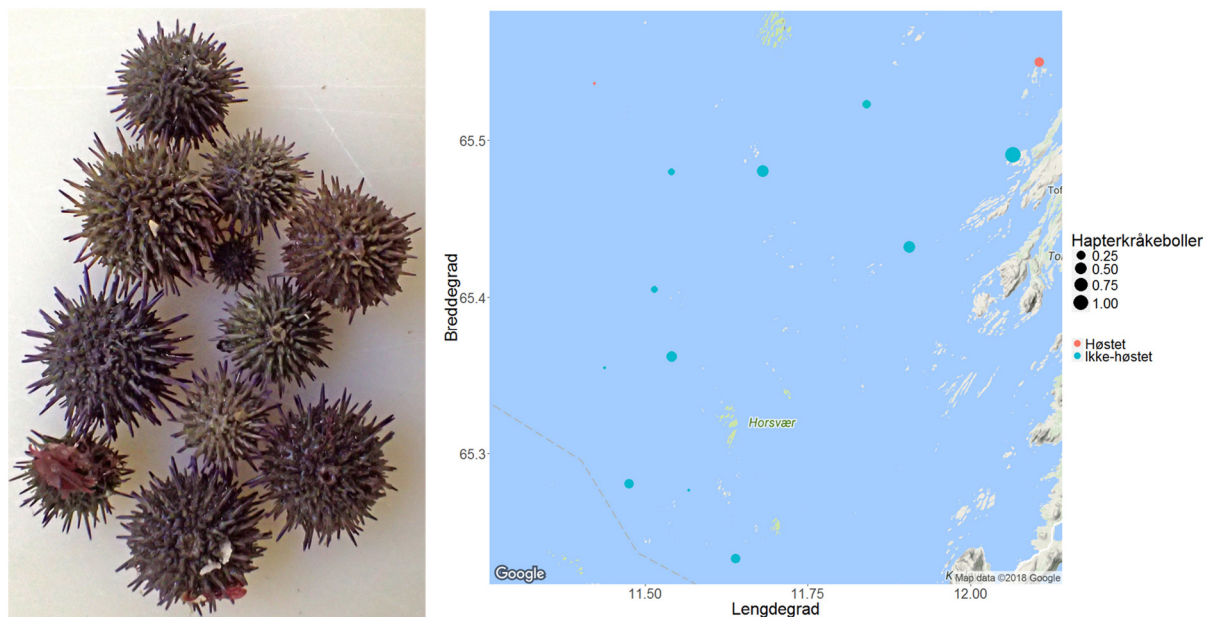 65.5
65.4
65.3
Breddegrad
11.50
11.75
12.00
Lengdegrad
Horsvær
Tof
Google
Map data ©2018 Google
Hapterkråkeboller
0.25
0.50
0.75
1.00
Høstet
Ikke-høstet